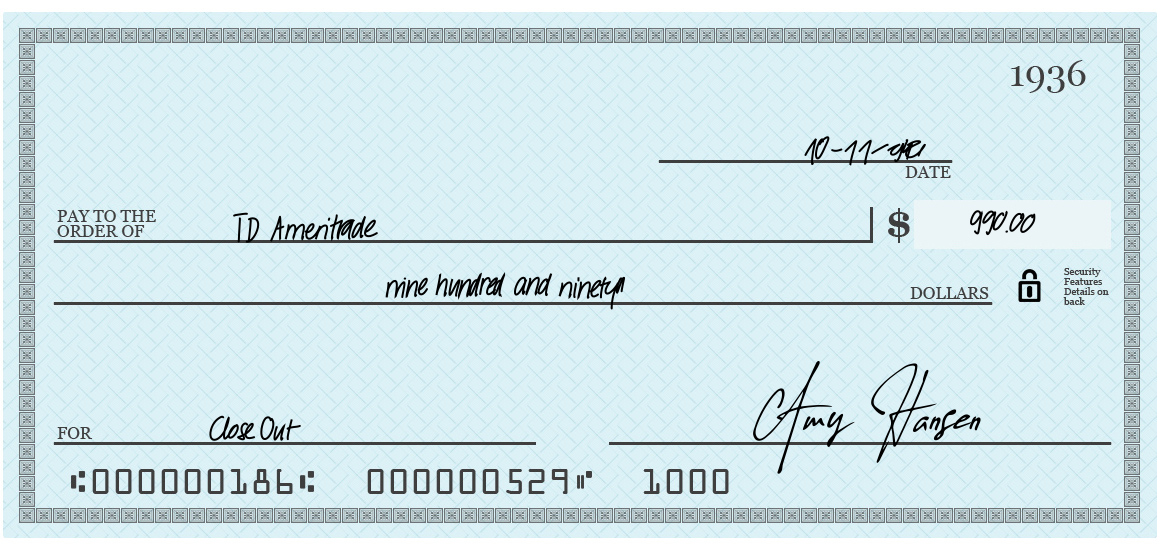 1936
10-11-
DATE
PAY TO THE
ORDER OF
TD Ameritrade
$ 990.00
nine hundred and ninety
DOLLARS
Security
Features
Details on
back
FOR
Close Out
Amy Hansen
⑆000000186⑆ 000000529⑈ 1000